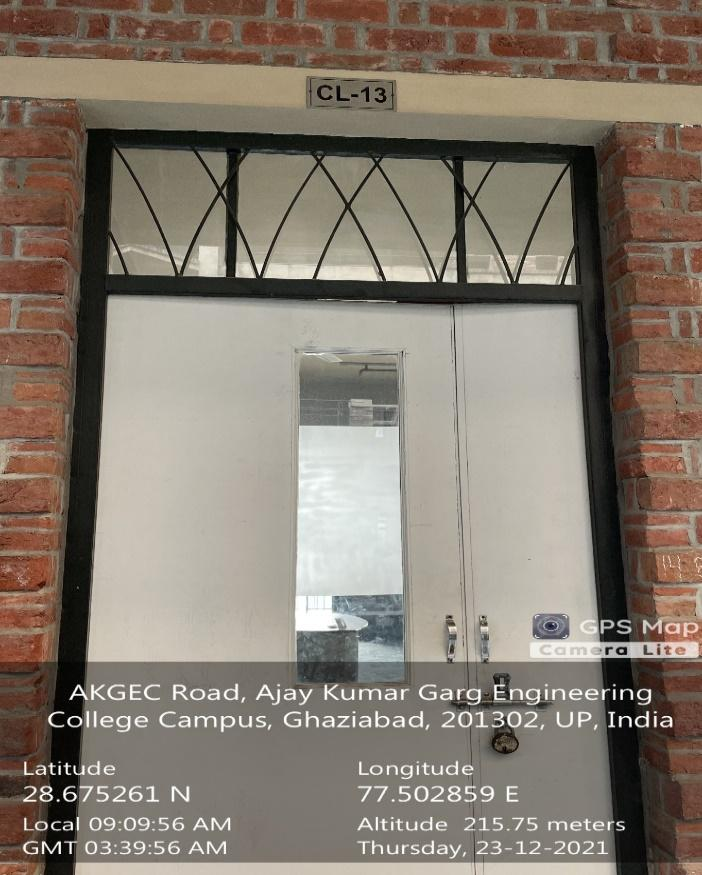 CL-13
GPS Map
Camera Lite
AKGEC Road, Ajay Kumar Garg Engineering
College Campus, Ghaziabad, 201302, UP, India
Latitude
28.675261 N
Longitude
77.502859 E
Local 09:09:56 AM
GMT 03:39:56 AM
Altitude 215.75 meters
Thursday, 23-12-2021